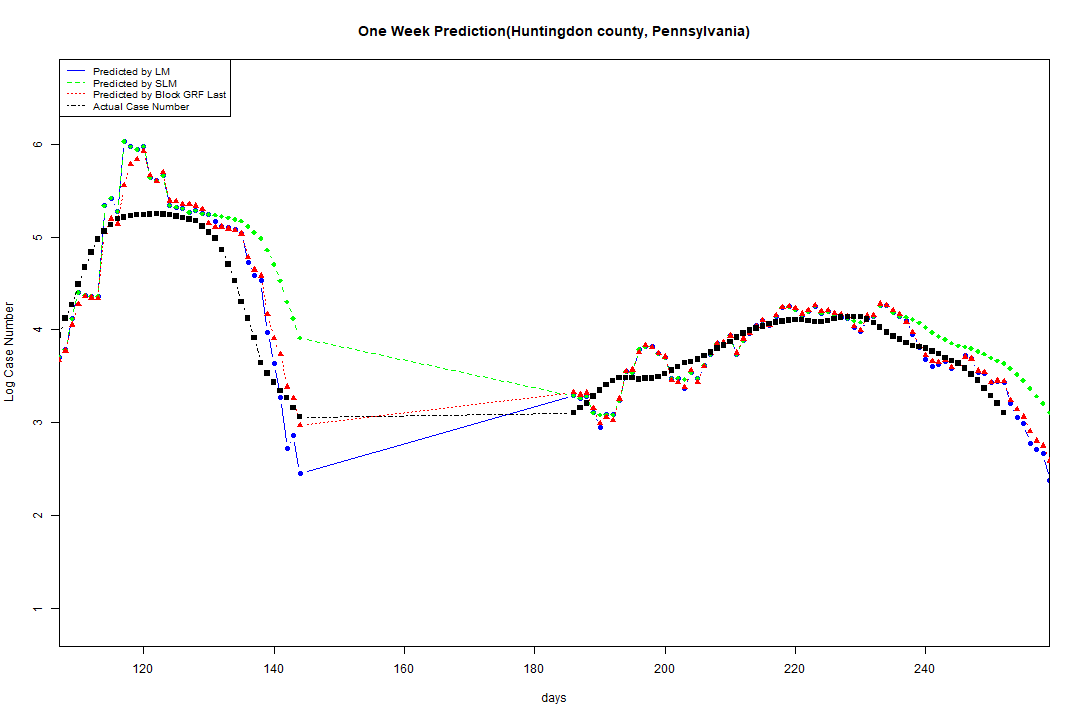 One Week Prediction(Huntingdon county, Pennsylvania)
Predicted by LM
Predicted by SLM
Predicted by Block GRF Last
Actual Case Number
6
5
4
3
2
1
Log Case Number
120 140 160 180 200 220 240
days